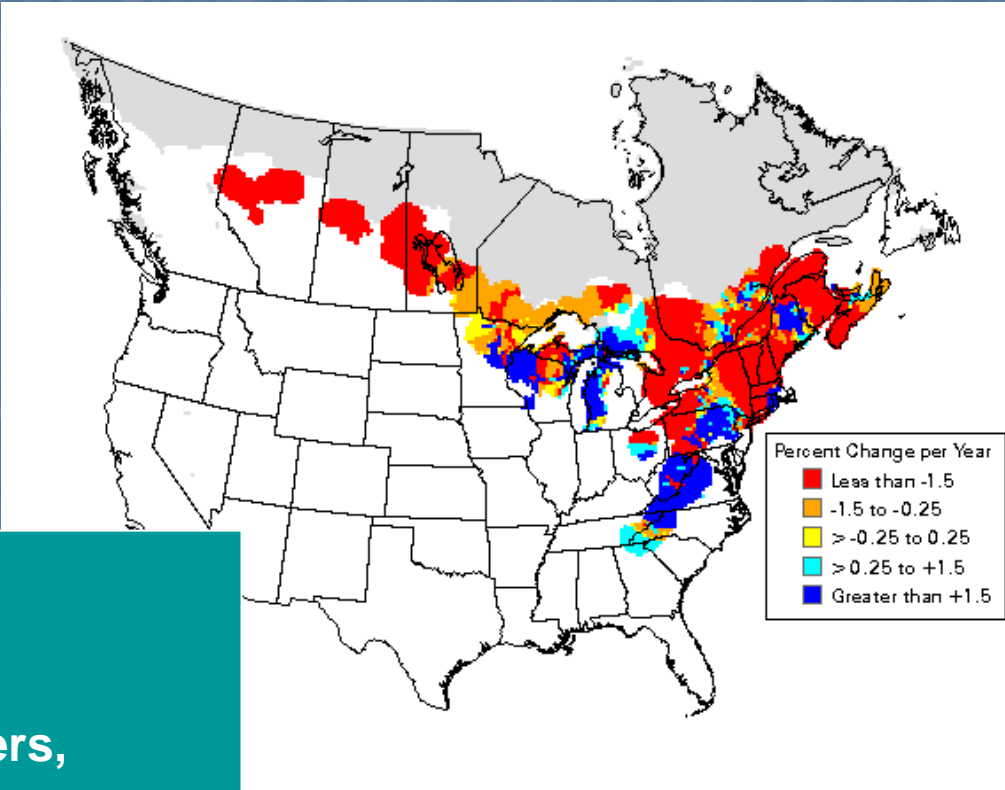 Percent Change per Year
Less than -1.5
-1.5 to -0.25
> -0.25 to 0.25
> 0.25 to +1.5
Greater than +1.5
ers,